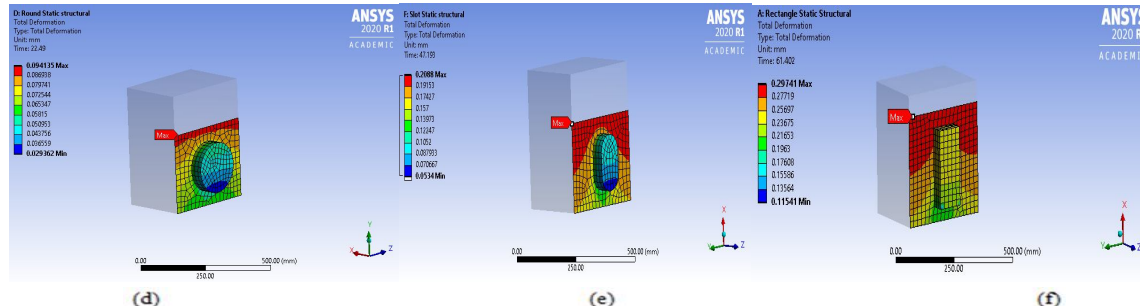 D: Round Static structural
Total Deformation
Type: Total Deformation
Unit: mm
Time: 22.49
0.094135 Max
0.086938
0.079741
0.072544
0.065347
0.05815
0.050953
0.043756
0.036559
0.029362 Min
Max
ANSYS
2020 R1
ACADEMIC
Y
X
Z
0.00
500.00 (mm)
250.00
(d)
F: Slot Static structural
Total Deformation
Type: Total Deformation
Unit: mm
Time: 47.193
0.2088 Max
0.19153
0.17427
0.157
0.13973
0.12247
0.1052
0.087933
0.070667
0.0534 Min
Max
ANSYS
2020 R1
ACADEMIC
X
Y
Z
0.00
500.00 (mm)
250.00
(e)
A: Rectangle Static Structural
Total Deformation
Type: Total Deformation
Unit: mm
Time: 61.402
0.29741 Max
0.27719
0.25697
0.23675
0.21653
0.1963
0.17608
0.15586
0.13564
0.11541 Min
Max
ANSYS
2020 R1
ACADEMIC
X
Y
Z
0.00
500.00 (mm)
250.00
(f)